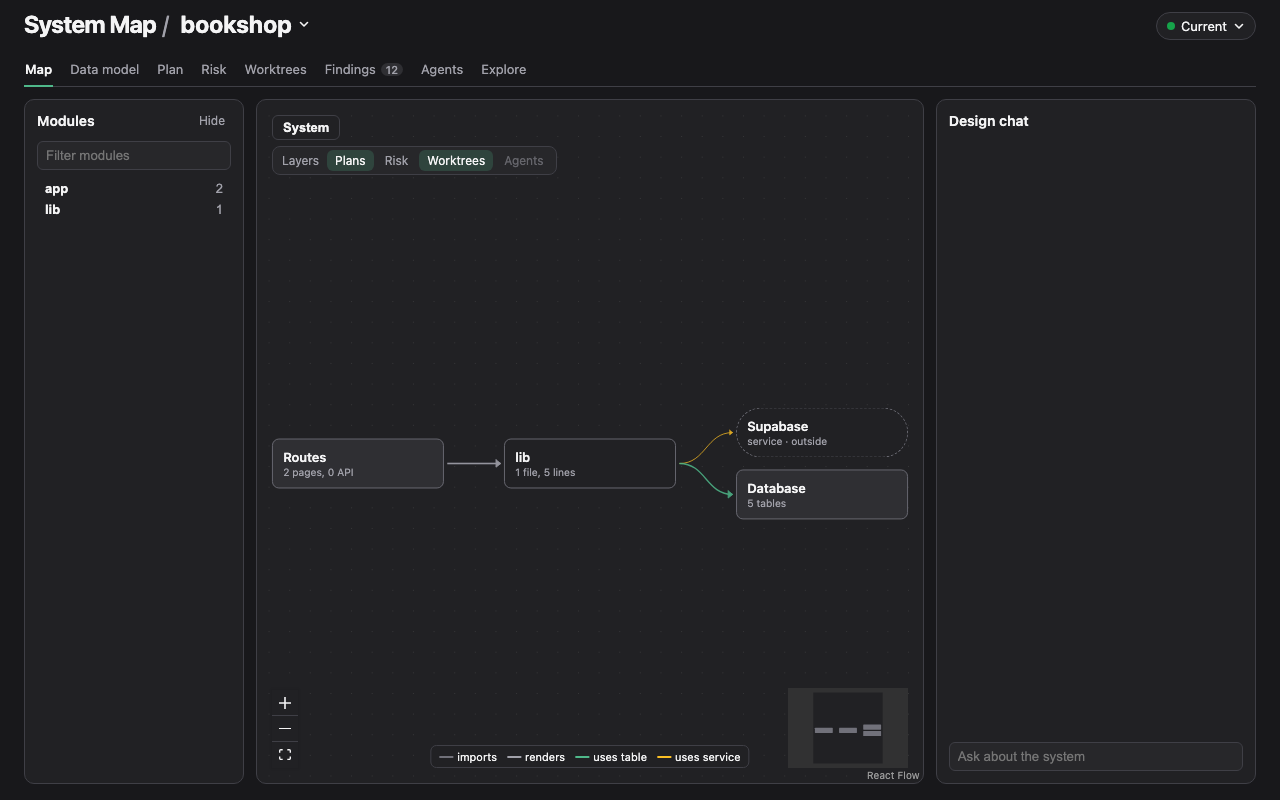 System Map / bookshop
Current
Map
Data model
Plan
Risk
Worktrees
Findings 12
Agents
Explore
Modules
Hide
Filter modules
app 2
lib 1
System
Layers
Plans
Risk
Worktrees
Agents
Routes
2 pages, 0 API
lib
1 file, 5 lines
Supabase
service · outside
Database
5 tables
imports
renders
uses table
uses service
React Flow
Design chat
Ask about the system